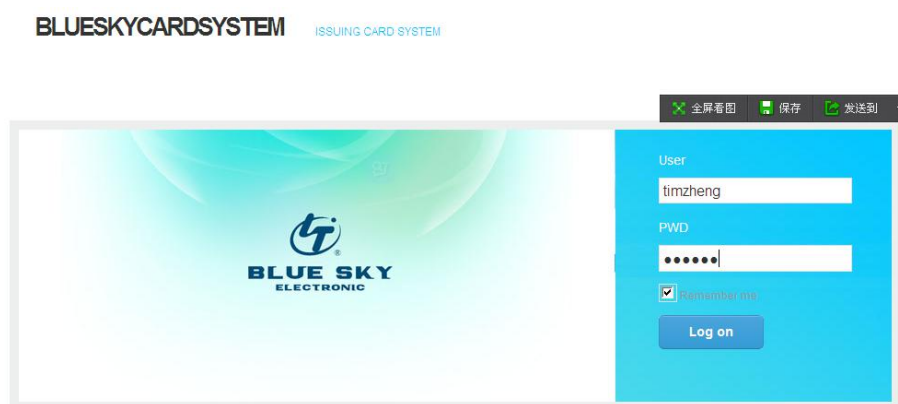 BLUESKYCARDSYSTEM ISSUING CARD SYSTEM
全屏看图 保存 发送到
User
timzheng
PWD
●●●●●●
BLUE SKY
ELECTRONIC
Remember me
Log on